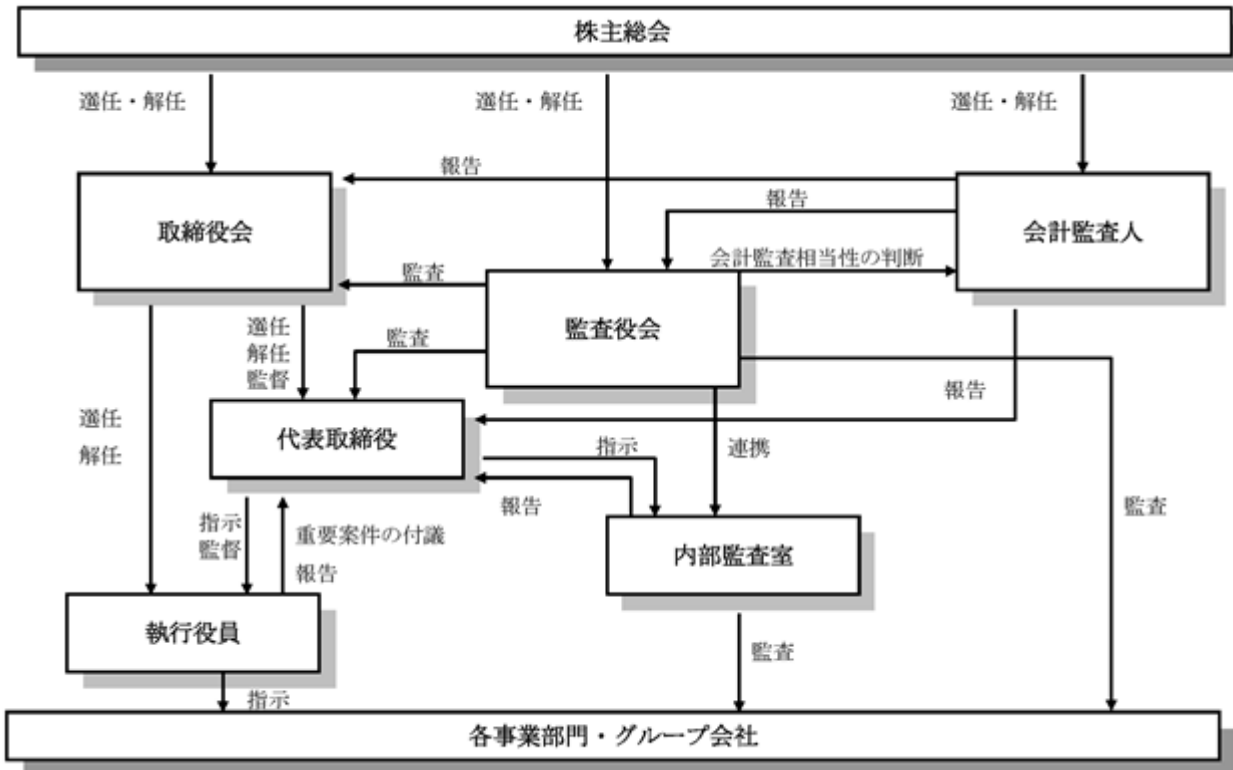 株主総会
選任・解任
選任・解任
選任・解任
報告
報告
取締役会
会計監査人
会計監査相当性の判断
監査
監査役会
選任
解任
監督
監査
報告
選任
解任
代表取締役
指示
連携
報告
監査
指示
監督
重要案件の付議
報告
内部監査室
執行役員
監査
指示
各事業部門・グループ会社